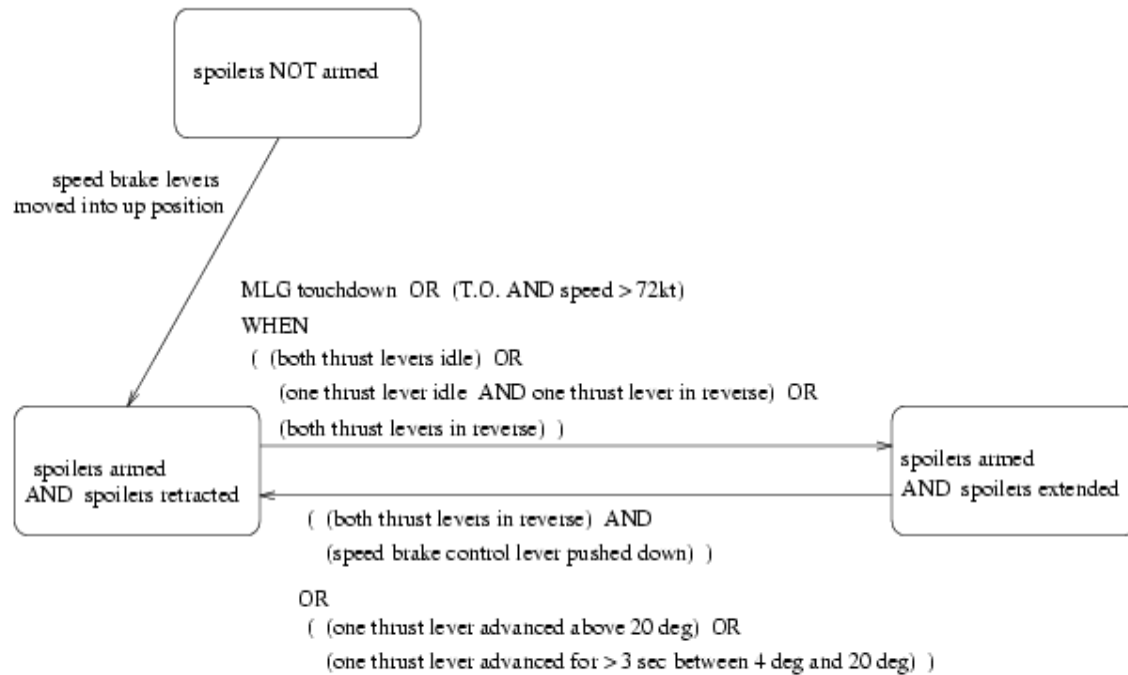 spoilers NOT armed
speed brake levers
moved into up position
MLG touchdown OR (T.O. AND speed > 72kt)
WHEN
( (both thrust levers idle) OR
(one thrust lever idle AND one thrust lever in reverse) OR
(both thrust levers in reverse) )
spoilers armed
AND spoilers retracted
spoilers armed
AND spoilers extended
( (both thrust levers in reverse) AND
(speed brake control lever pushed down) )
OR
( (one thrust lever advanced above 20 deg) OR
(one thrust lever advanced for > 3 sec between 4 deg and 20 deg) )